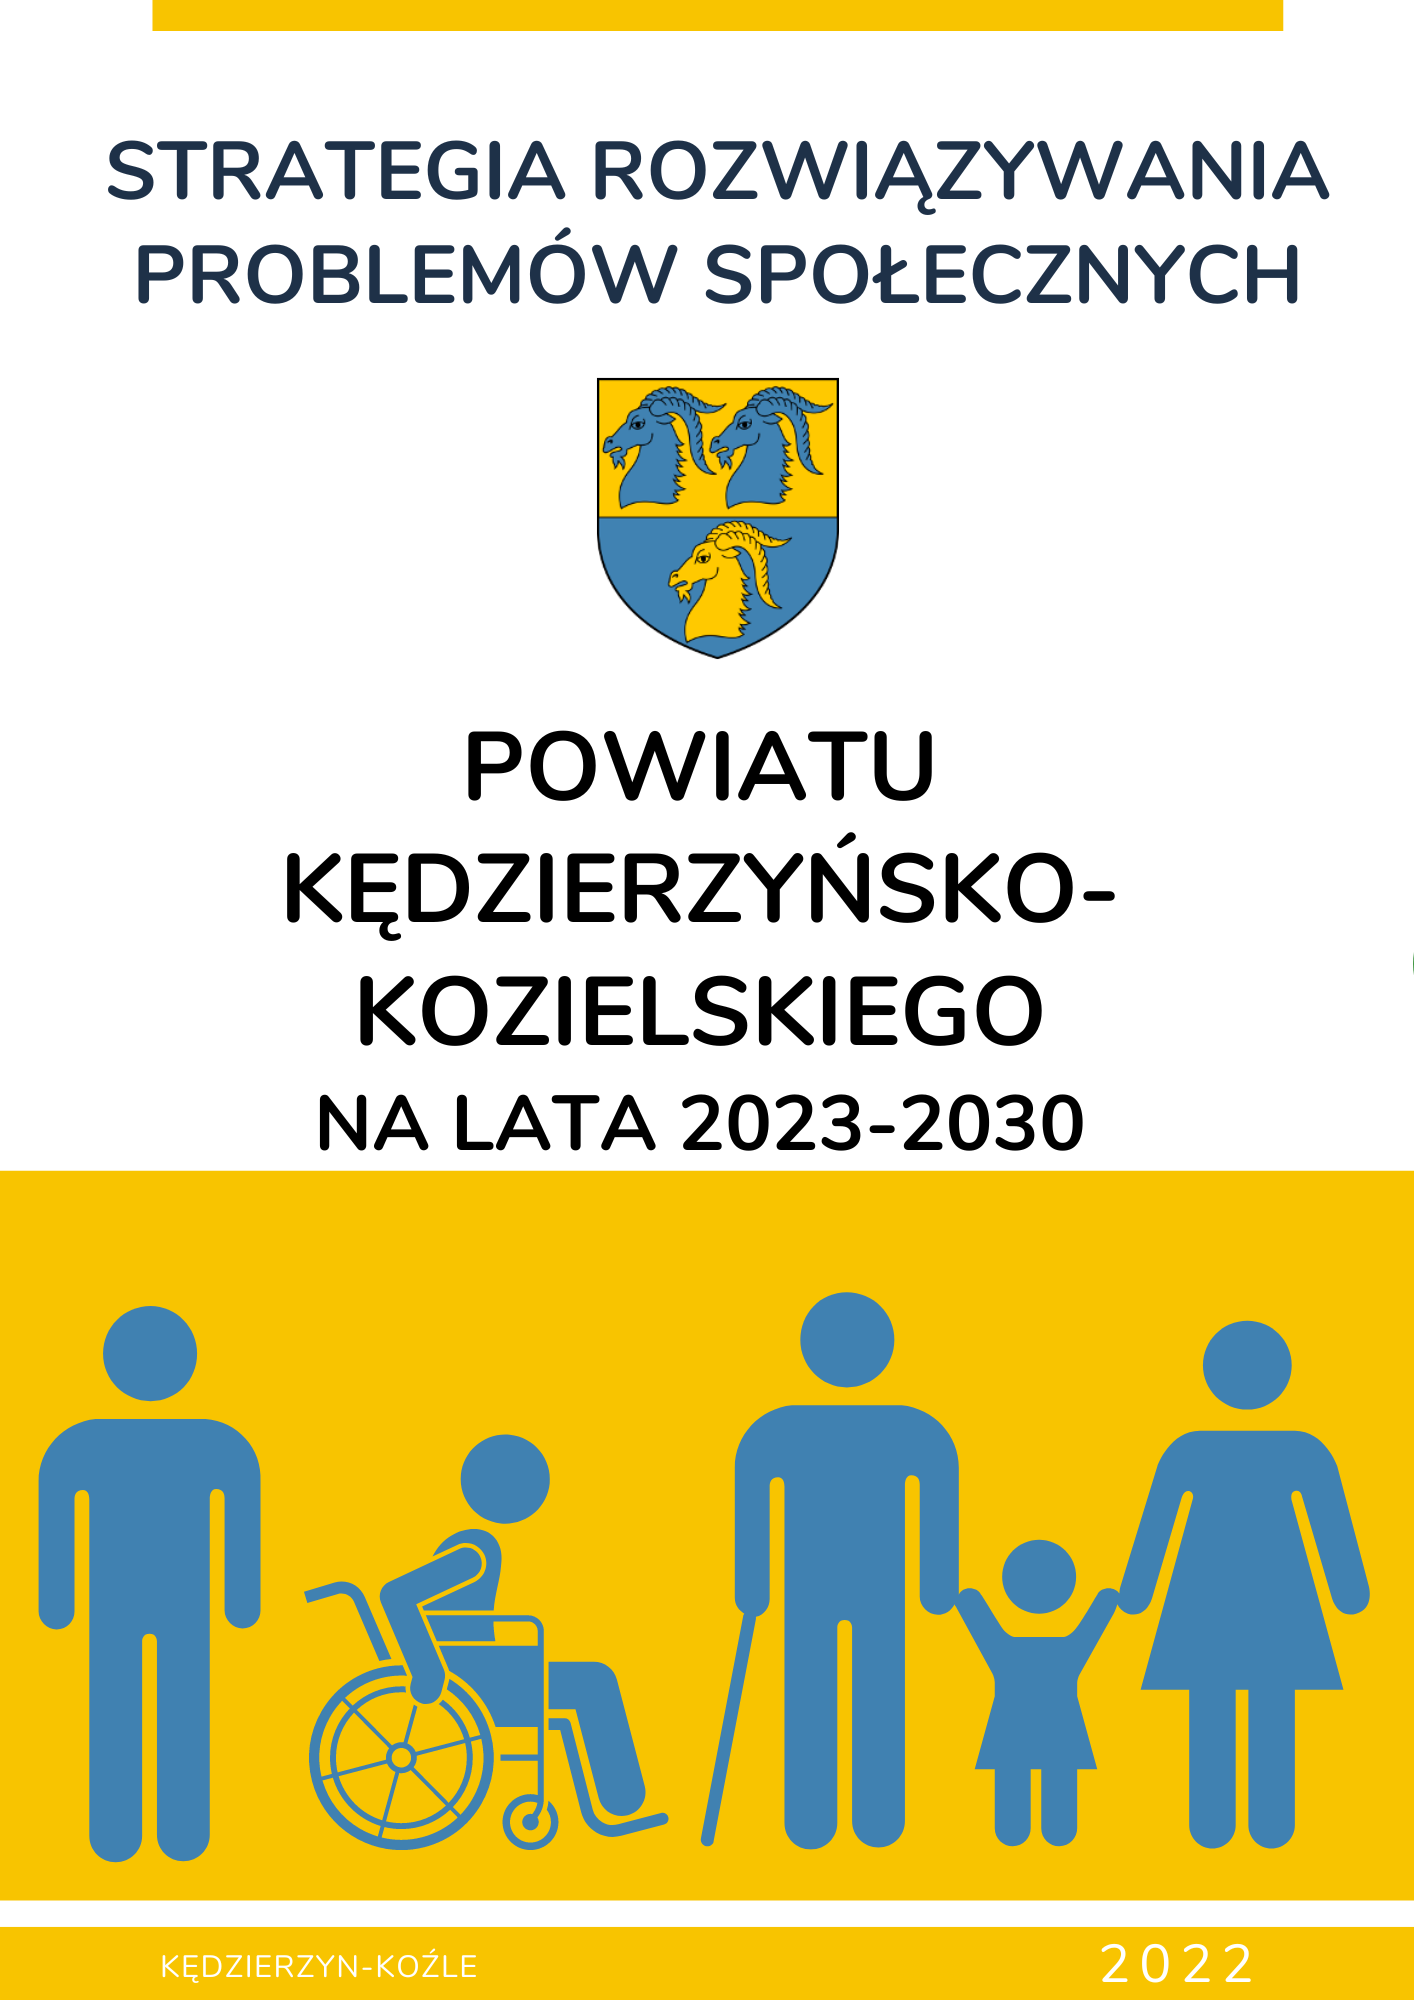 STRATEGIA ROZWIĄZYWANIA
PROBLEMÓW SPOŁECZNYCH
POWIATU
KĘDZIERZYŃSKO-
KOZIELSKIEGO
NA LATA 2023-2030
KĘDZIERZYN-KOŹLE
2022